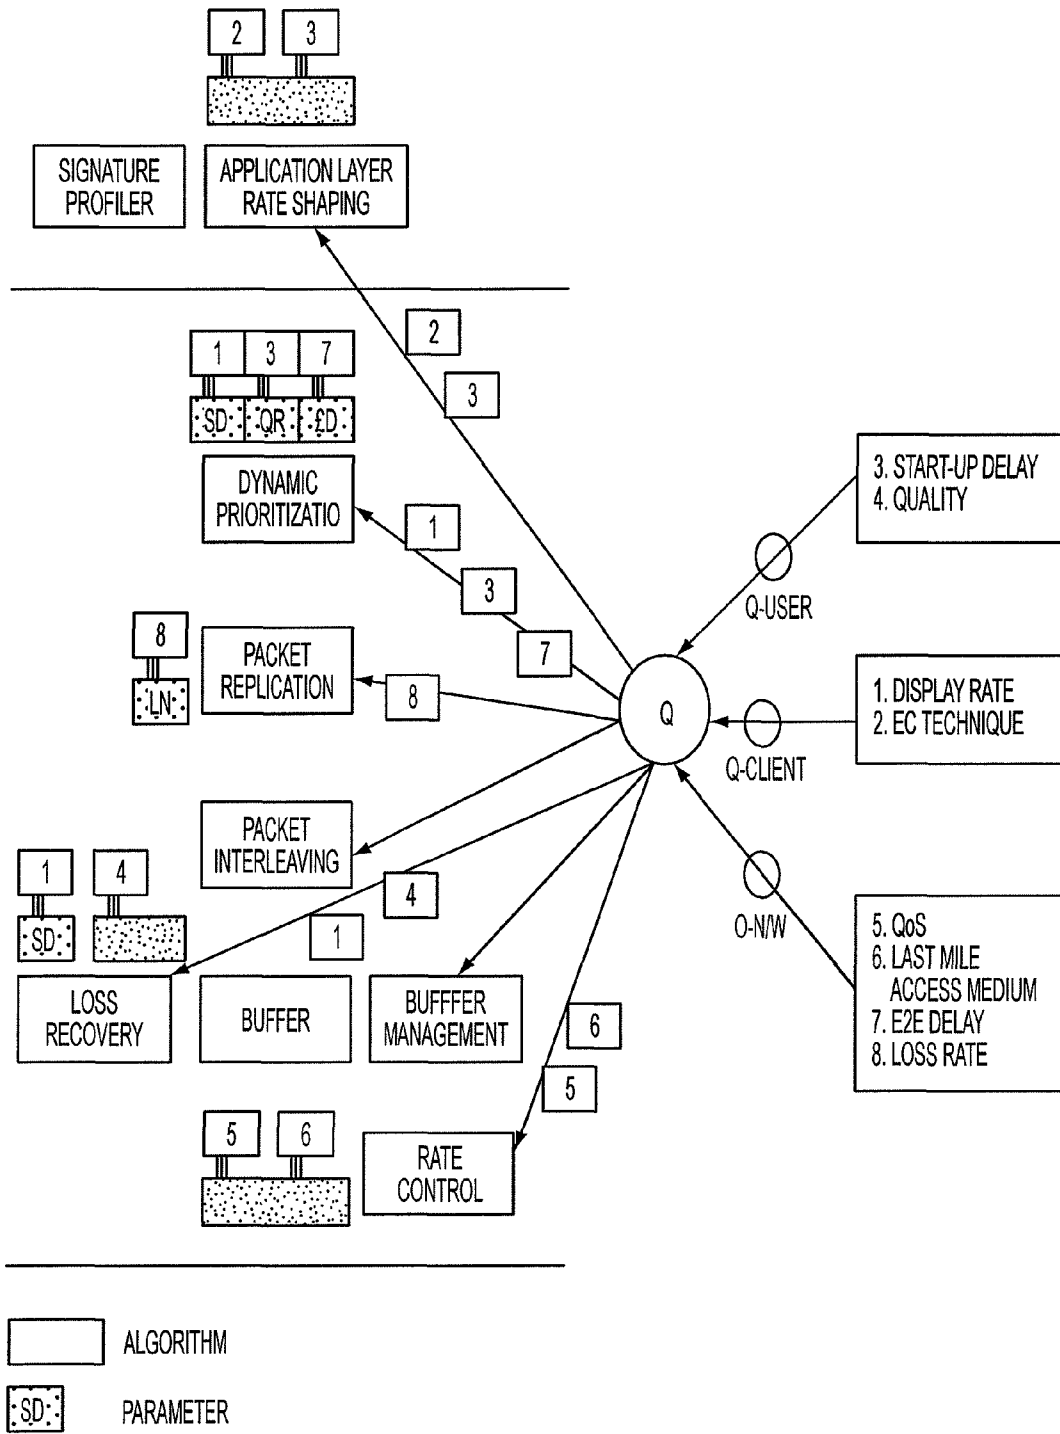 2
3
SIGNATURE
PROFILER
APPLICATION LAYER
RATE SHAPING
2
3
1
3
7
SD
QR
£D
DYNAMIC
PRIORITIZATIO
1
3
7
3. START-UP DELAY
4. QUALITY
Q-USER
8
LN
PACKET
REPLICATION
8
Q
1. DISPLAY RATE
2. EC TECHNIQUE
Q-CLIENT
PACKET
INTERLEAVING
1
4
SD
4
1
O-N/W
5. QoS
6. LAST MILE
ACCESS MEDIUM
7. E2E DELAY
8. LOSS RATE
LOSS
RECOVERY
BUFFER
BUFFFER
MANAGEMENT
6
5
5
6
RATE
CONTROL
ALGORITHM
SD
PARAMETER